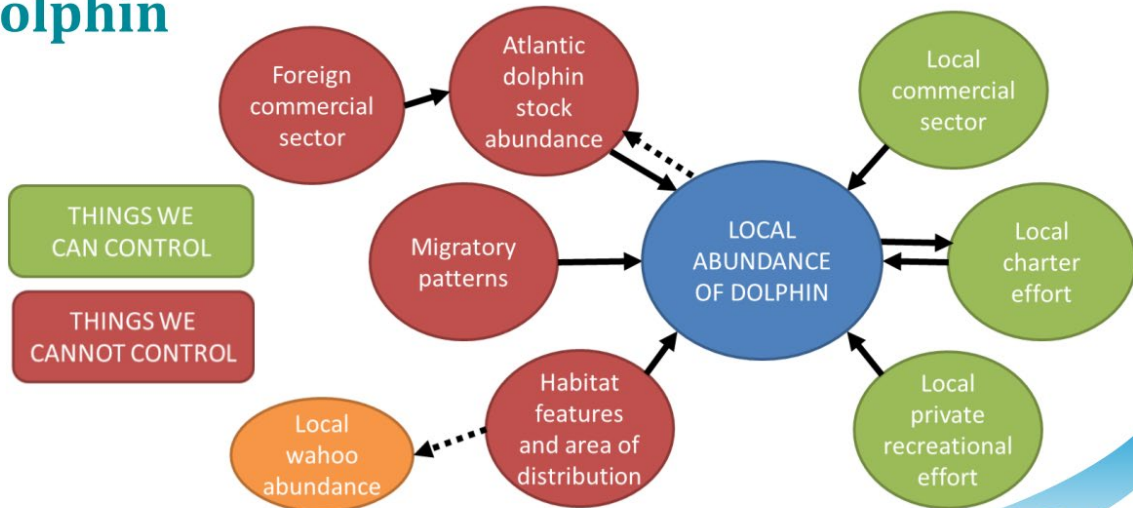 olphin
Foreign
commercial
sector
Atlantic
dolphin
stock
abundance
Local
commercial
sector
THINGS WE
CAN CONTROL
THINGS WE
CANNOT CONTROL
Migratory
patterns
LOCAL
ABUNDANCE
OF DOLPHIN
Local
charter
effort
Local
wahoo
abundance
Habitat
features
and area of
distribution
Local
private
recreational
effort